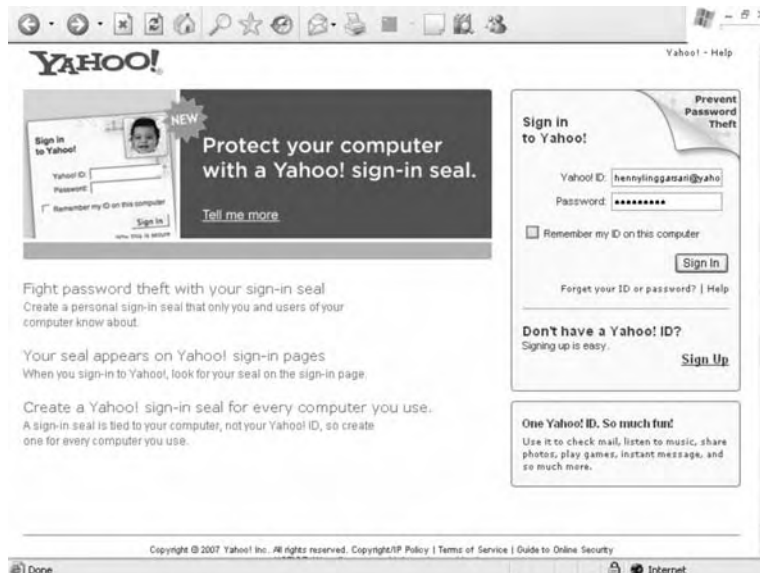 Yahoo! - Help
YAHOO!
NEW
Sign in
to Yahoo!
Yahoo! ID:
Password:
Remember my ID on this computer
Sign In
Protect your computer
with a Yahoo! sign-in seal.
Tell me more
Fight password theft with your sign-in seal
Create a personal sign-in seal that only you and users of your
computer know about.
Your seal appears on Yahoo! sign-in pages
When you sign-in to Yahoo!, look for your seal on the sign-in page.
Create a Yahoo! sign-in seal for every computer you use.
A sign-in seal is tied to your computer, not your Yahoo! ID, so create
one for every computer you use.
Prevent
Password
Theft
Sign in
to Yahoo!
Yahoo! ID: hennylinggarsari@yaho
Password: •••••••••
Remember my ID on this computer
Sign In
Forget your ID or password? | Help
Don't have a Yahoo! ID?
Signing up is easy.
Sign Up
One Yahoo! ID. So much fun!
Use it to check mail, listen to music, share
photos, play games, instant message, and
so much more.
Copyright © 2007 Yahoo! Inc. All rights reserved. Copyright/IP Policy | Terms of Service | Guide to Online Security
Done
Internet